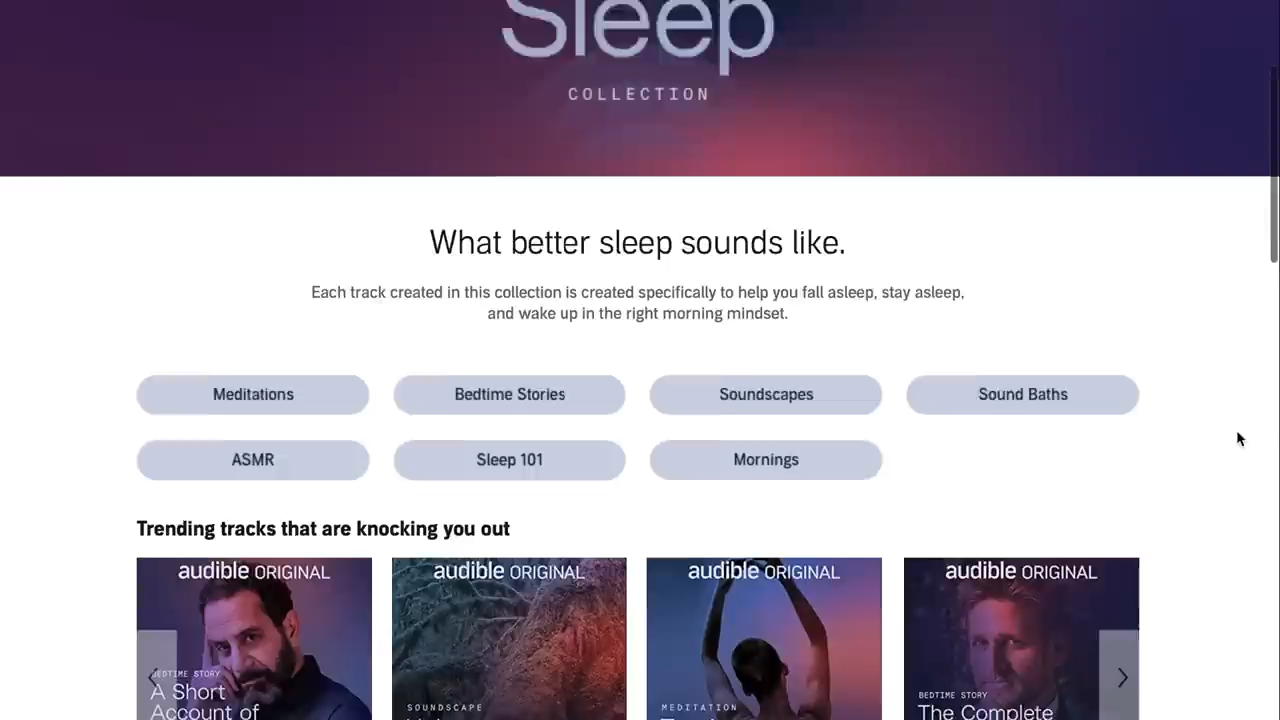 Sleep
COLLECTION
What better sleep sounds like.
Each track created in this collection is created specifically to help you fall asleep, stay asleep,
and wake up in the right morning mindset.
Meditations
Bedtime Stories
Soundscapes
Sound Baths
ASMR
Sleep 101
Mornings
Trending tracks that are knocking you out
audible ORIGINAL
BEDTIME STORY
A Short
Account of
audible ORIGINAL
SOUNDSCAPE
audible ORIGINAL
MEDITATION
audible ORIGINAL
BEDTIME STORY
The Complete